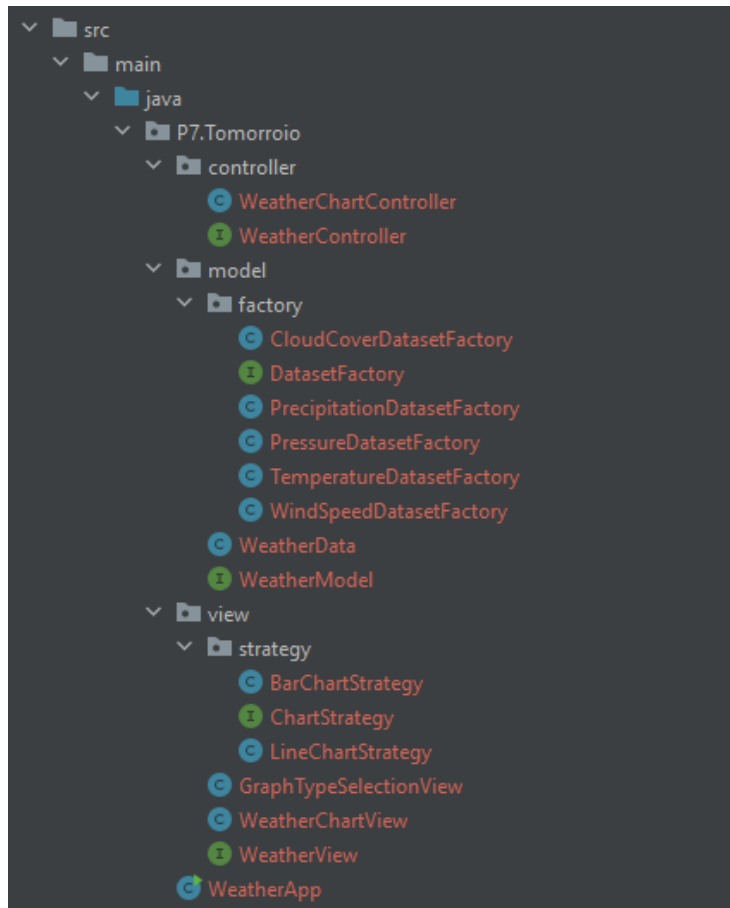 src
main
java
P7.Tomorroio
controller
C WeatherChartController
I WeatherController
model
factory
C CloudCoverDatasetFactory
I DatasetFactory
C PrecipitationDatasetFactory
C PressureDatasetFactory
C TemperatureDatasetFactory
C WindSpeedDatasetFactory
C WeatherData
I WeatherModel
view
strategy
C BarChartStrategy
I ChartStrategy
C LineChartStrategy
C GraphTypeSelectionView
C WeatherChartView
I WeatherView
C WeatherApp